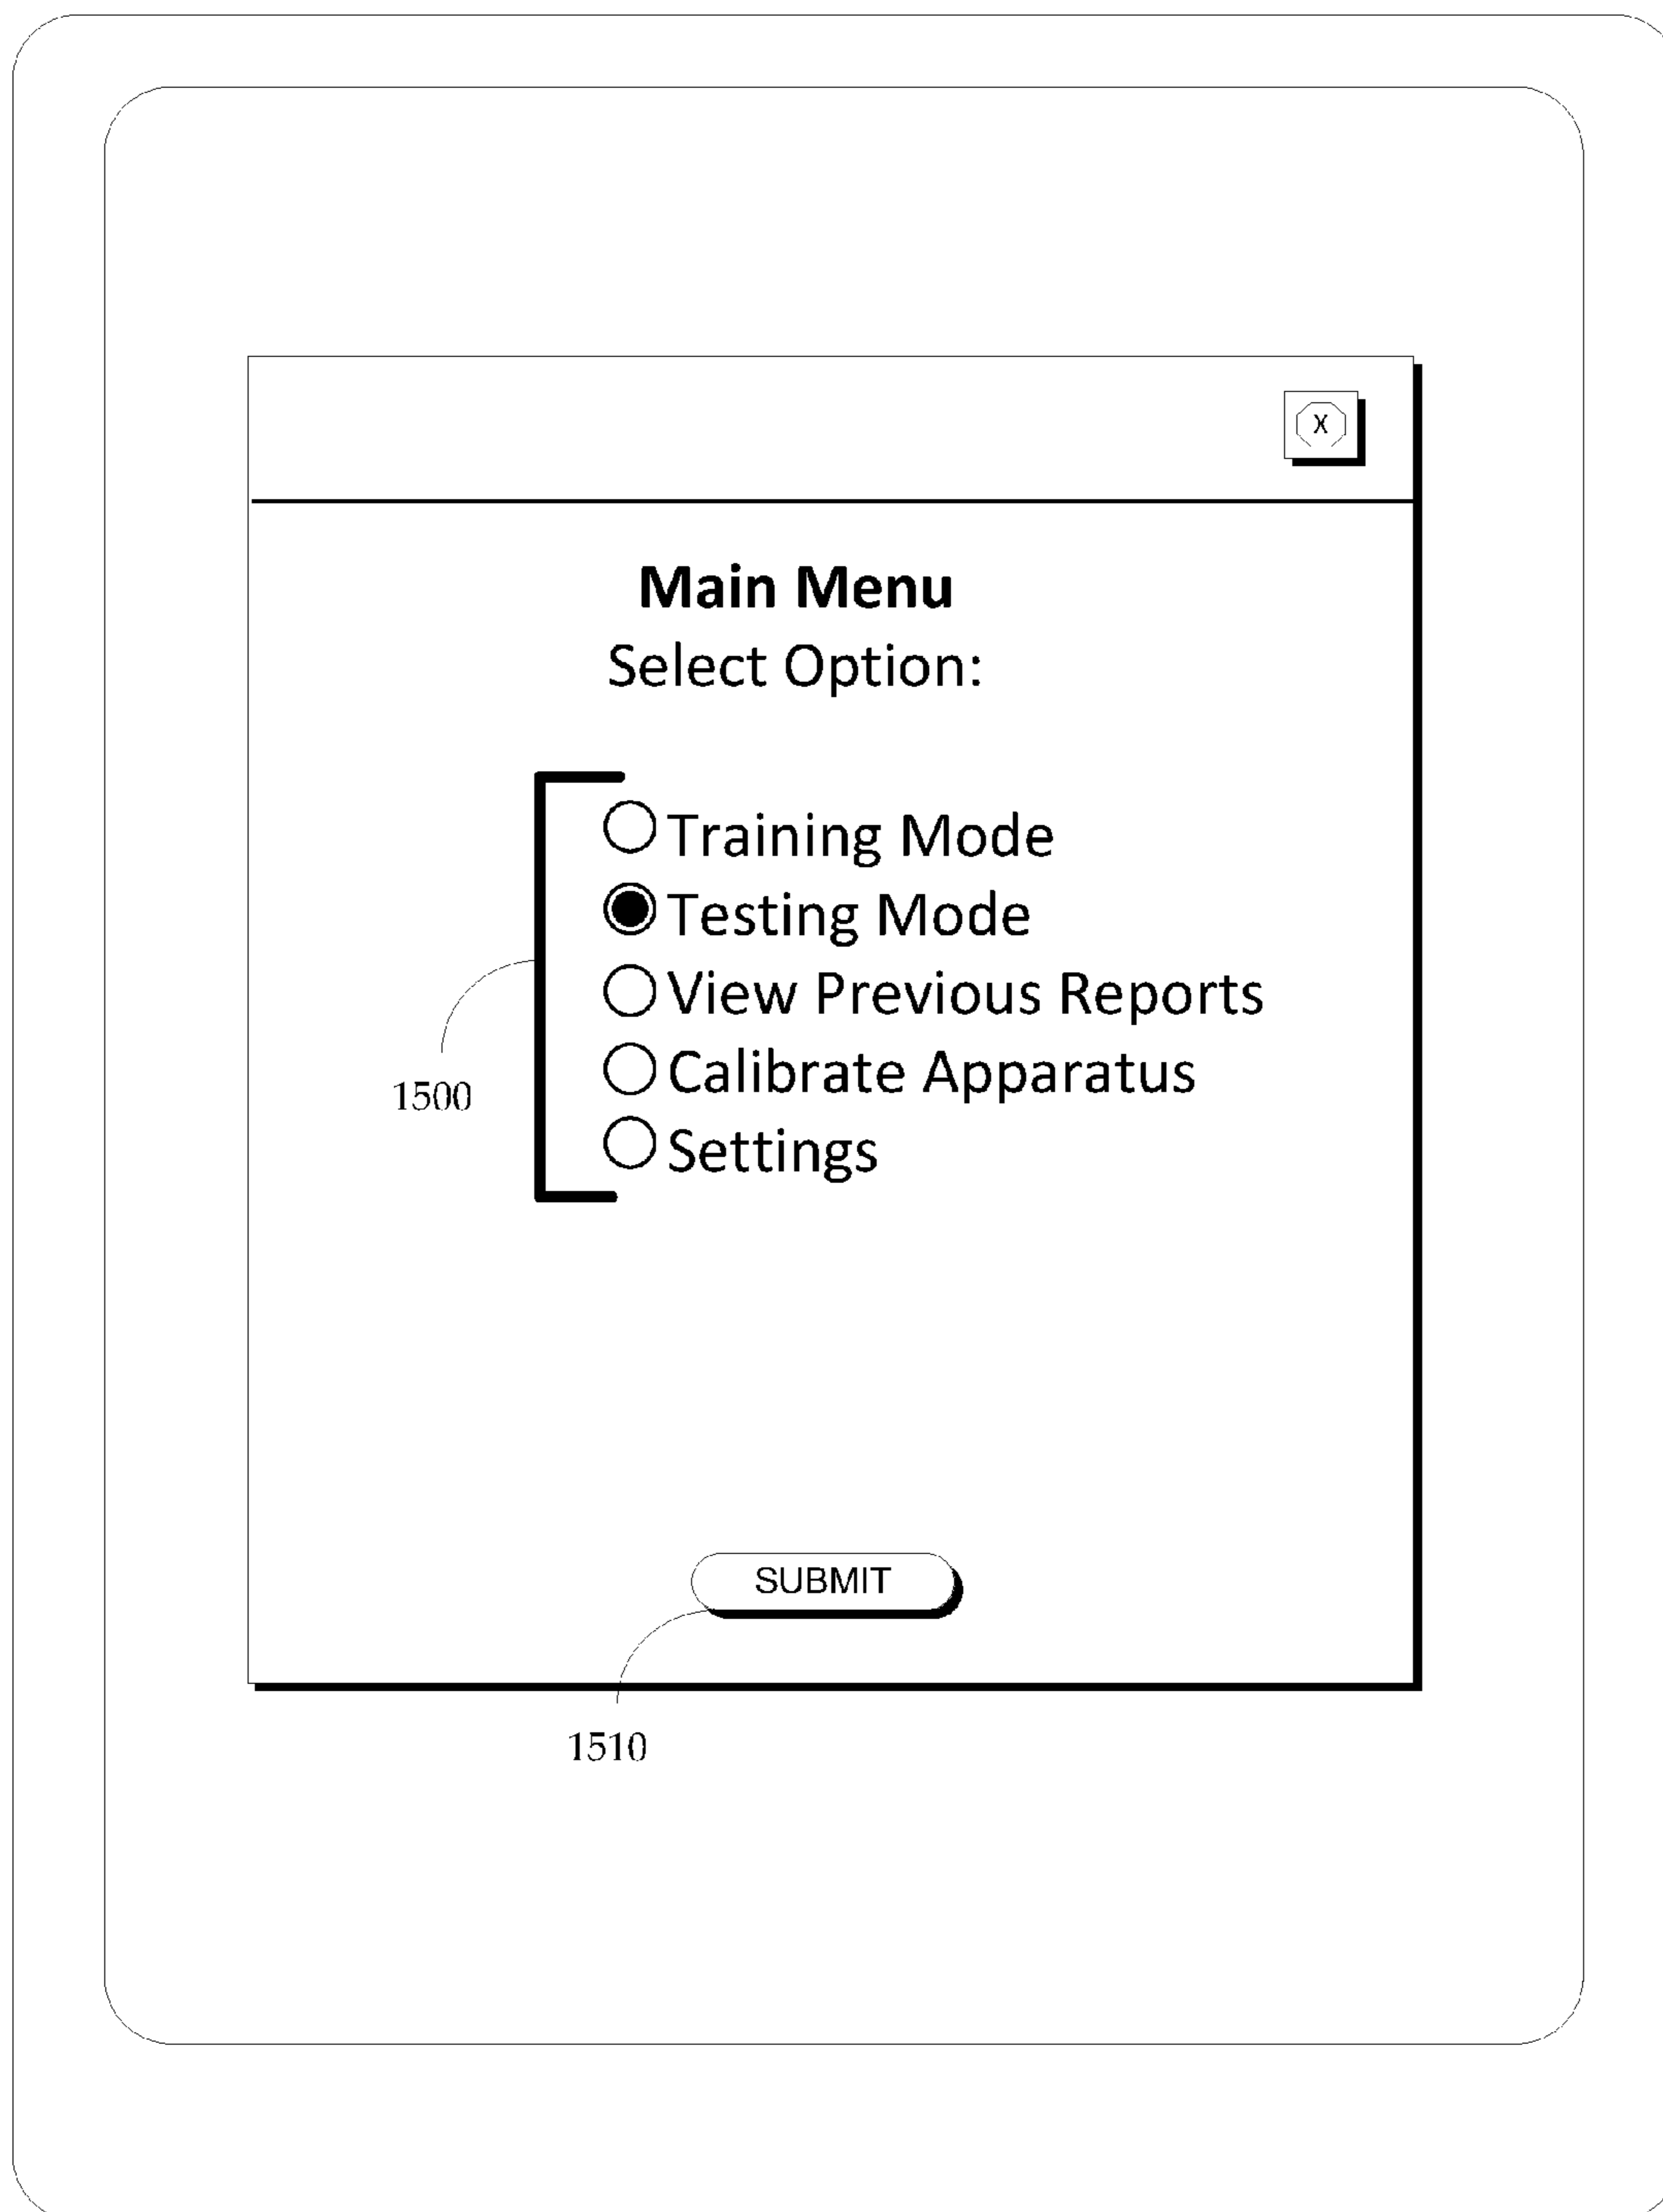 X
Main Menu
Select Option:
Training Mode
Testing Mode
View Previous Reports
Calibrate Apparatus
Settings
1500
SUBMIT
1510